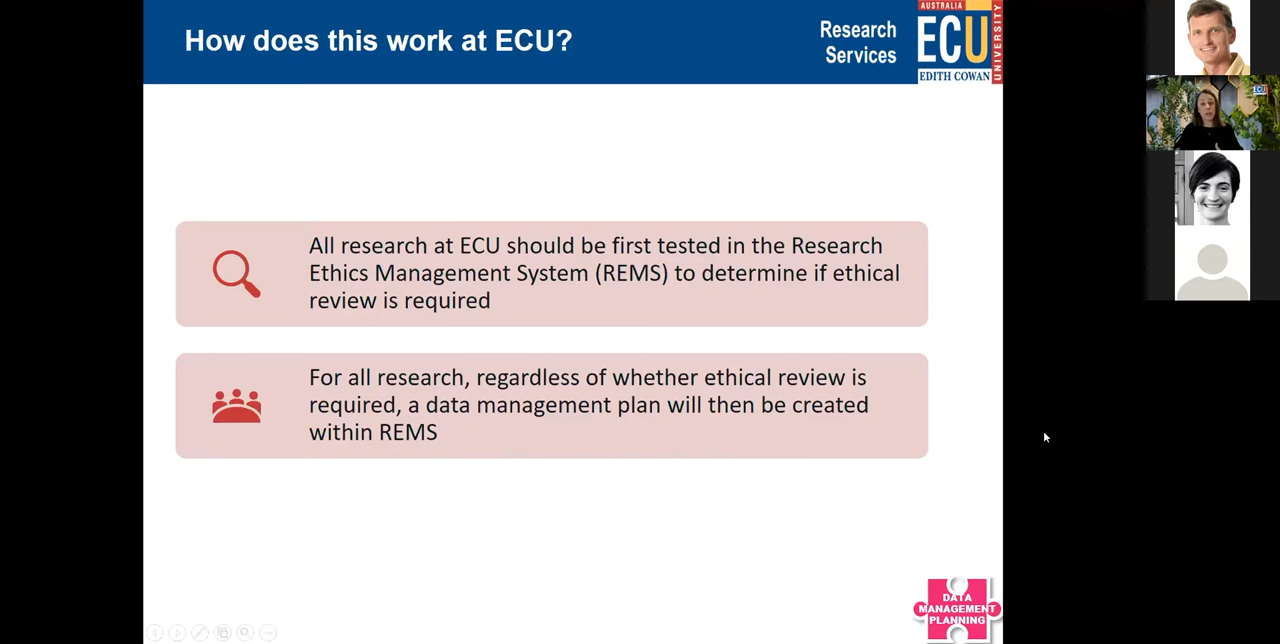 How does this work at ECU?
Research
Services
AUSTRALIA
ECU
UNIVERSITY
EDITH COWAN
ECU
All research at ECU should be first tested in the Research
Ethics Management System (REMS) to determine if ethical
review is required
For all research, regardless of whether ethical review is
required, a data management plan will then be created
within REMS
DATA
MANAGEMENT
PLANNING